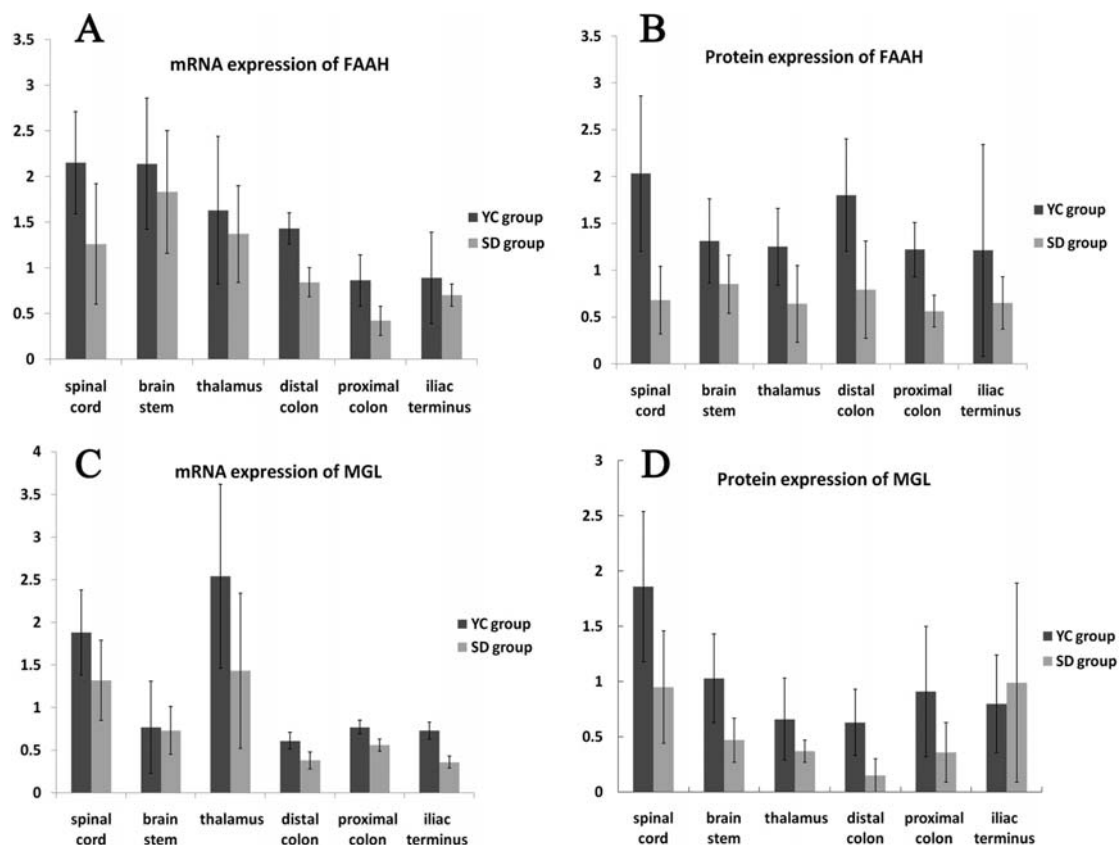 A
mRNA expression of FAAH
3.5
3
2.5
2
1.5
1
0.5
0
YC group
SD group
spinal brain thalamus distal proximal iliac
cord stem colon colon terminus
B
Protein expression of FAAH
3.5
3
2.5
2
1.5
1
0.5
0
YC group
SD group
spinal brain thalamus distal proximal iliac
cord stem colon colon terminus
C
mRNA expression of MGL
4
3.5
3
2.5
2
1.5
1
0.5
0
YC group
SD group
spinal brain thalamus distal proximal iliac
cord stem colon colon terminus
D
Protein expression of MGL
3
2.5
2
1.5
1
0.5
0
YC group
SD group
spinal brain thalamus distal proximal iliac
cord stem colon colon terminus